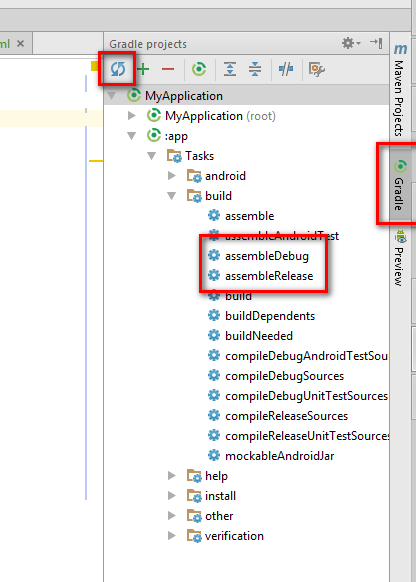 ml
Gradle projects
MyApplication
MyApplication (root)
:app
Tasks
android
build
assemble
assembleAndroidTest
assembleDebug
assembleRelease
build
buildDependents
buildNeeded
compileDebugAndroidTestSou
compileDebugSources
compileDebugUnitTestSources
compileReleaseSources
compileReleaseUnitTestSources
mockableAndroidJar
help
install
other
verification
Maven Projects
Gradle
Preview